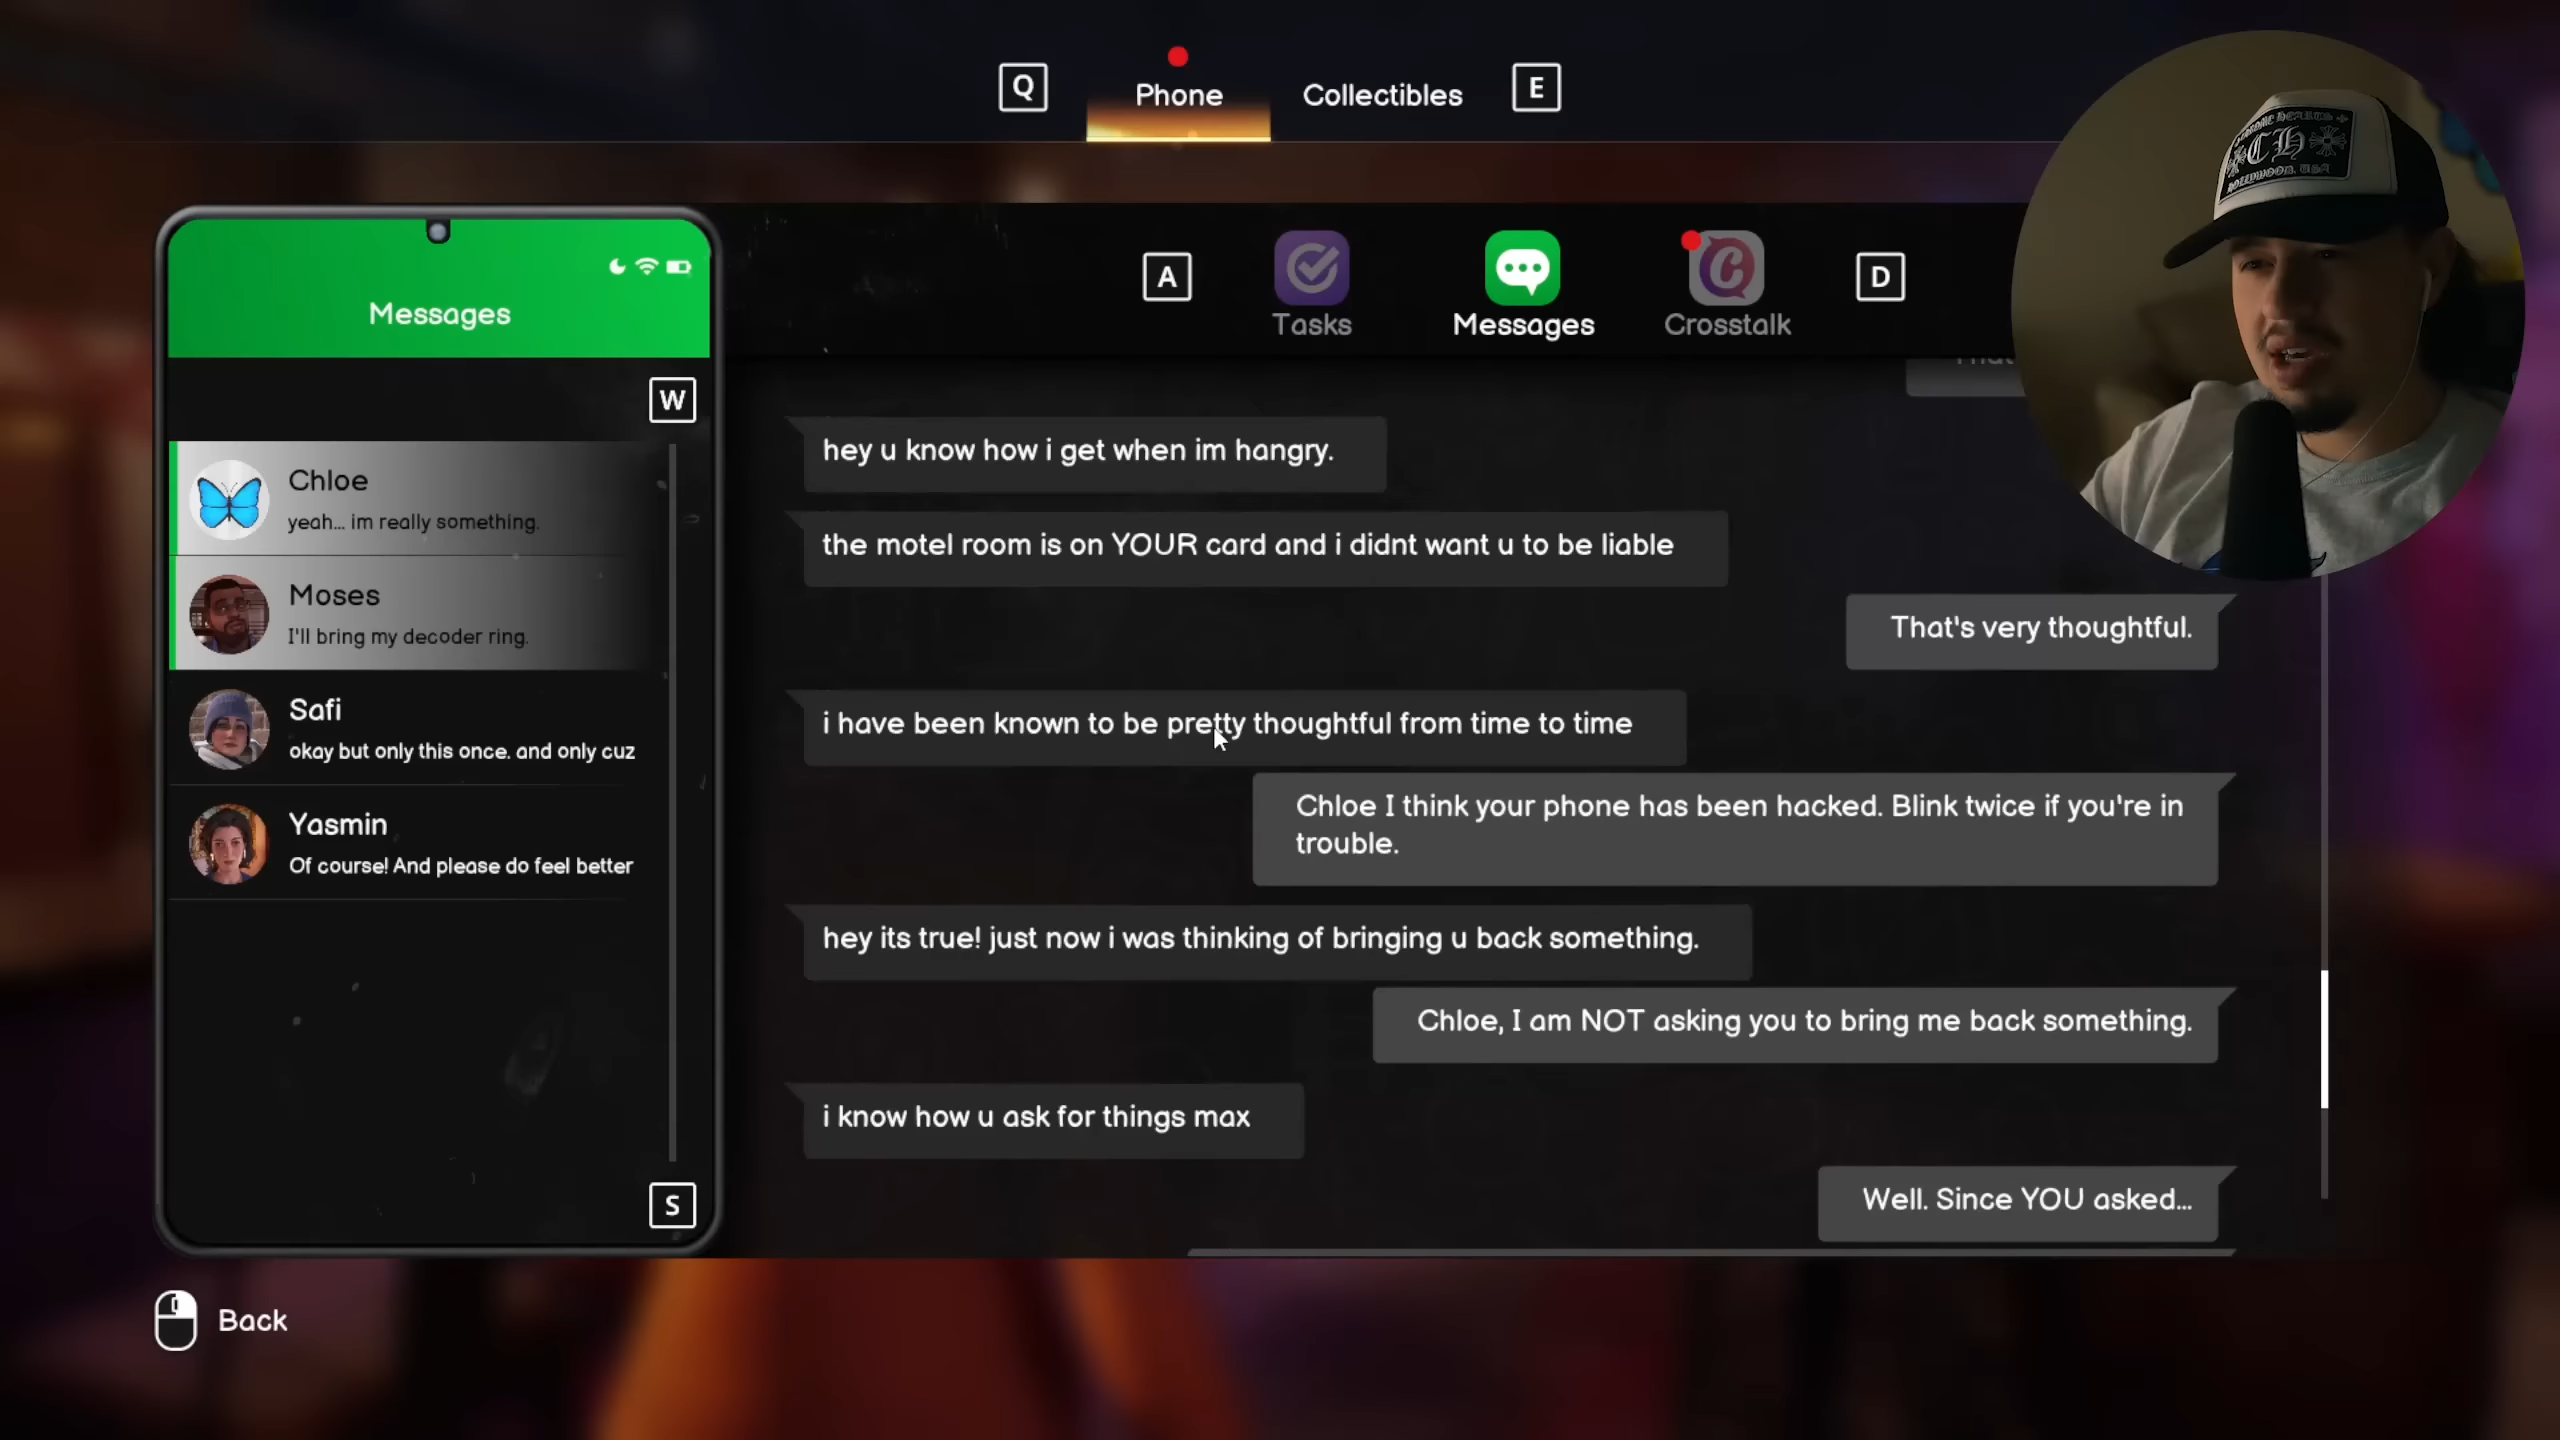 Q
Phone
Collectibles
E
CH
Messages
A
Tasks
Messages
Crosstalk
D
W
Chloe
yeah... im really something.
Moses
I'll bring my decoder ring.
Safi
okay but only this once. and only cuz
Yasmin
Of course! And please do feel better
S
hey u know how i get when im hangry.
the motel room is on YOUR card and i didnt want u to be liable
That's very thoughtful.
i have been known to be pretty thoughtful from time to time
Chloe I think your phone has been hacked. Blink twice if you're in
trouble.
hey its true! just now i was thinking of bringing u back something.
Chloe, I am NOT asking you to bring me back something.
i know how u ask for things max
Well. Since YOU asked...
Back